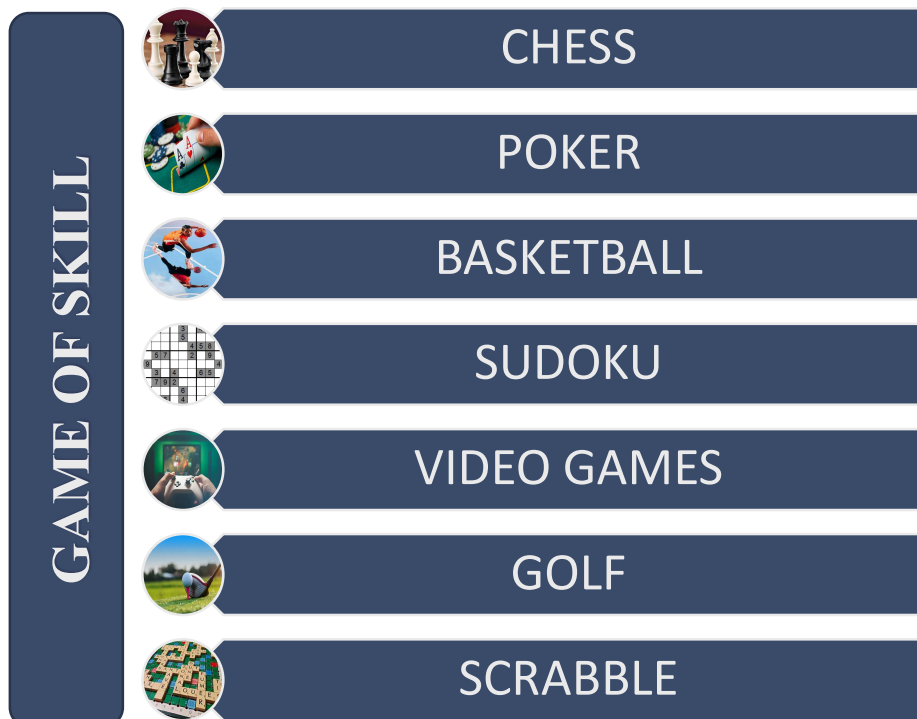 GAME OF SKILL
CHESS
POKER
BASKETBALL
SUDOKU
VIDEO GAMES
GOLF
SCRABBLE